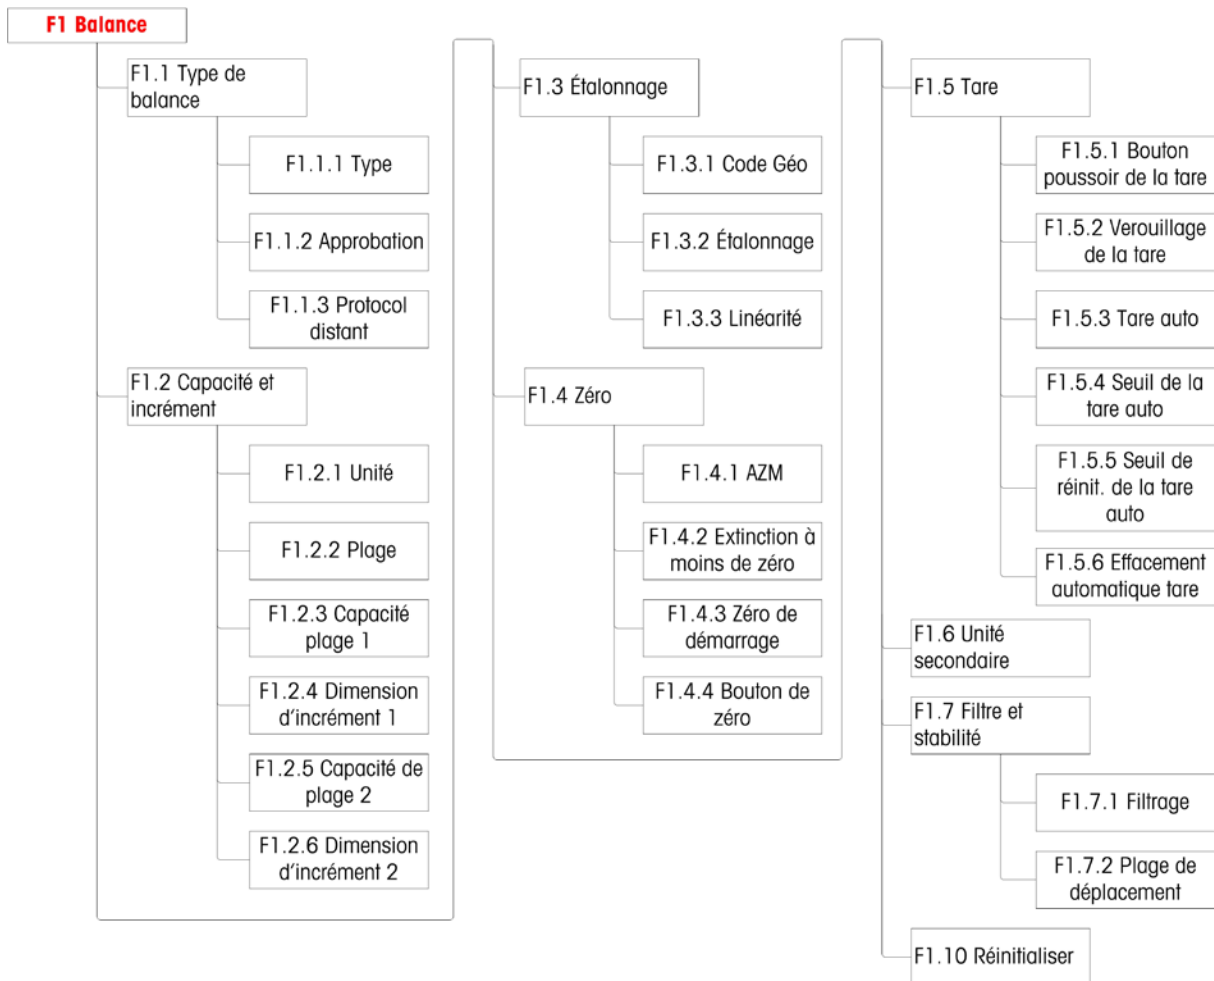 F1 Balance
F1.1 Type de
balance
F1.1.1 Type
F1.1.2 Approbation
F1.1.3 Protocol
distant
F1.2 Capacité et
incrément
F1.2.1 Unité
F1.2.2 Plage
F1.2.3 Capacité
plage 1
F1.2.4 Dimension
d'incrément 1
F1.2.5 Capacité de
plage 2
F1.2.6 Dimension
d'incrément 2
F1.3 Étalonnage
F1.3.1 Code Géo
F1.3.2 Étalonnage
F1.3.3 Linéarité
F1.4 Zéro
F1.4.1 AZM
F1.4.2 Extinction à
moins de zéro
F1.4.3 Zéro de
démarrage
F1.4.4 Bouton de
zéro
F1.5 Tare
F1.5.1 Bouton
poussoir de la tare
F1.5.2 Verouillage
de la tare
F1.5.3 Tare auto
F1.5.4 Seuil de la
tare auto
F1.5.5 Seuil de
réinit. de la tare
auto
F1.5.6 Effacement
automatique tare
F1.6 Unité
secondaire
F1.7 Filtre et
stabilité
F1.7.1 Filtrage
F1.7.2 Plage de
déplacement
F1.10 Réinitialiser